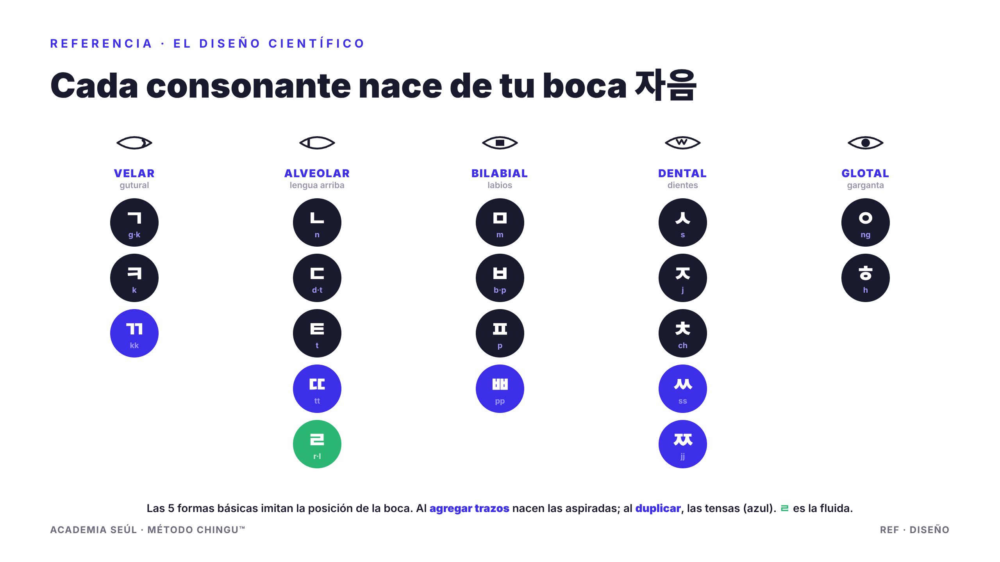 REFERENCIA · EL DISEÑO CIENTÍFICO
Cada consonante nace de tu boca 자음
VELAR
gutural
ㄱ
g·k
ㅋ
k
ㄲ
kk
ALVEOLAR
lengua arriba
ㄴ
n
ㄷ
d·t
ㅌ
t
ㄸ
tt
ㄹ
r·l
BILABIAL
labios
ㅁ
m
ㅂ
b·p
ㅍ
p
ㅃ
pp
DENTAL
dientes
ㅅ
s
ㅈ
j
ㅊ
ch
ㅆ
ss
ㅉ
jj
GLOTAL
garganta
ㅇ
ng
ㅎ
h
Las 5 formas básicas imitan la posición de la boca. Al agregar trazos nacen las aspiradas; al duplicar, las tensas (azul). ㄹ es la fluida.
ACADEMIA SEÚL · MÉTODO CHINGU™
REF · DISEÑO